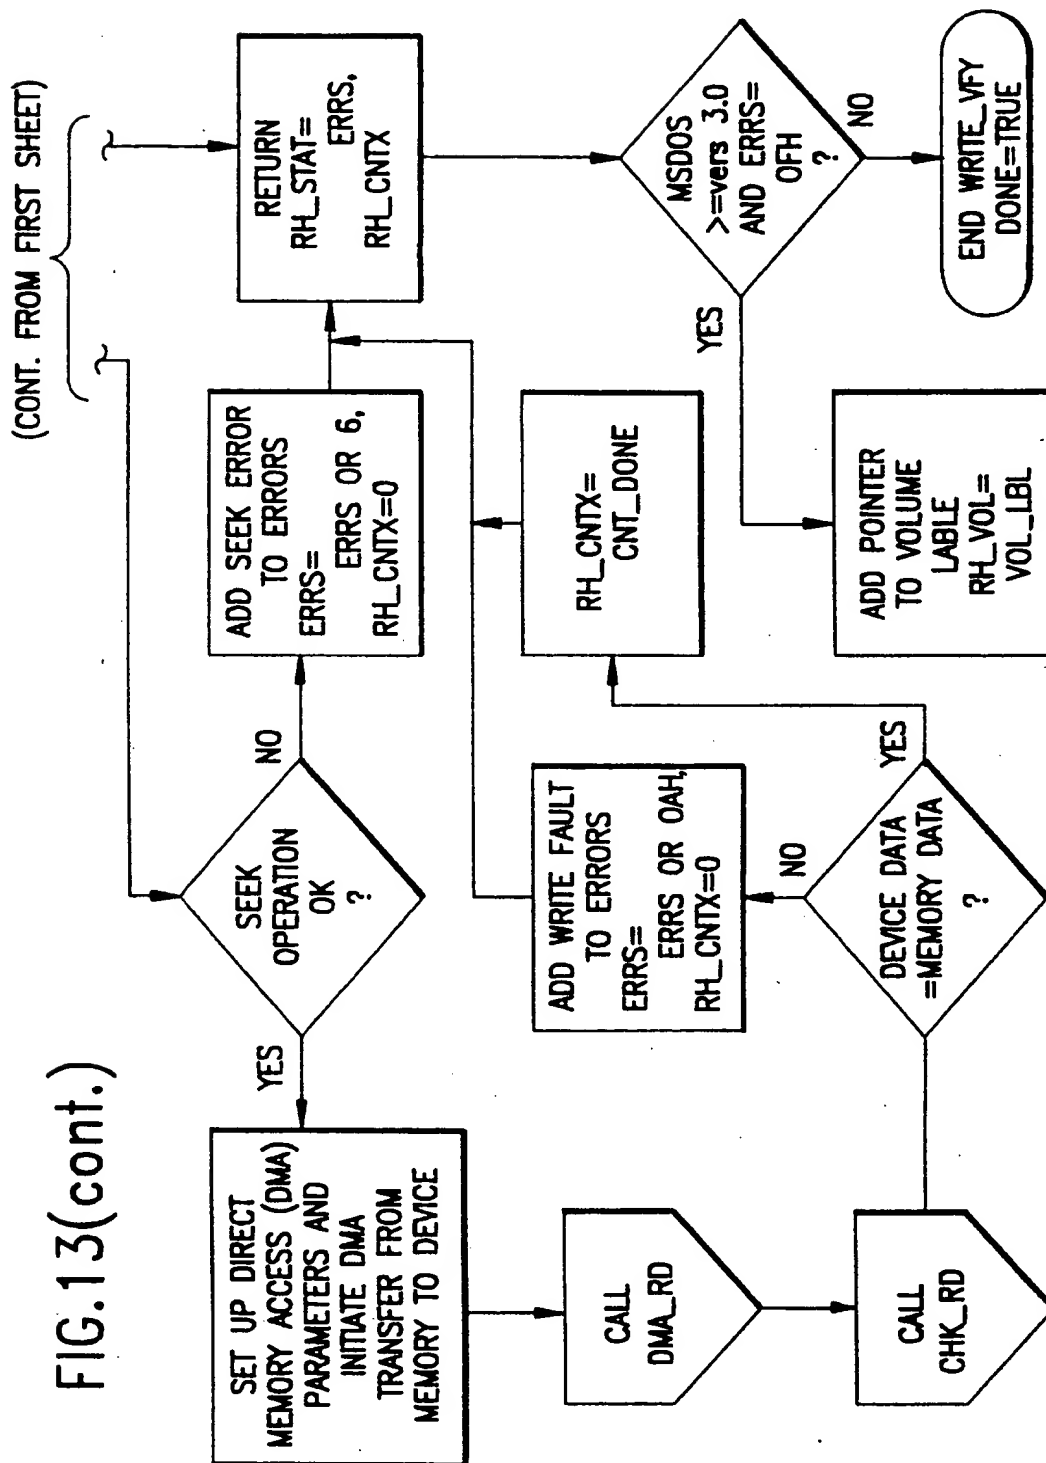 FIG.13(cont.)
(CONT. FROM FIRST SHEET)
SEEK
OPERATION
OK
?
YES
NO
SET UP DIRECT
MEMORY ACCESS (DMA)
PARAMETERS AND
INITIATE DMA
TRANSFER FROM
MEMORY TO DEVICE
ADD SEEK ERROR
TO ERRORS
ERRS=
ERRS OR 6,
RH_CNTX=0
RETURN
RH_STAT=
ERRS,
RH_CNTX
CALL
DMA_RD
ADD WRITE FAULT
TO ERRORS
ERRS=
ERRS OR OAH,
RH_CNTX=0
RH_CNTX=
CNT_DONE
MSDOS
>=vers 3.0
AND ERRS=
OFH
?
YES
NO
CALL
CHK_RD
DEVICE DATA
=MEMORY DATA
?
NO
YES
ADD POINTER
TO VOLUME
LABLE
RH_VOL=
VOL_LBL
END WRITE_VFY
DONE=TRUE